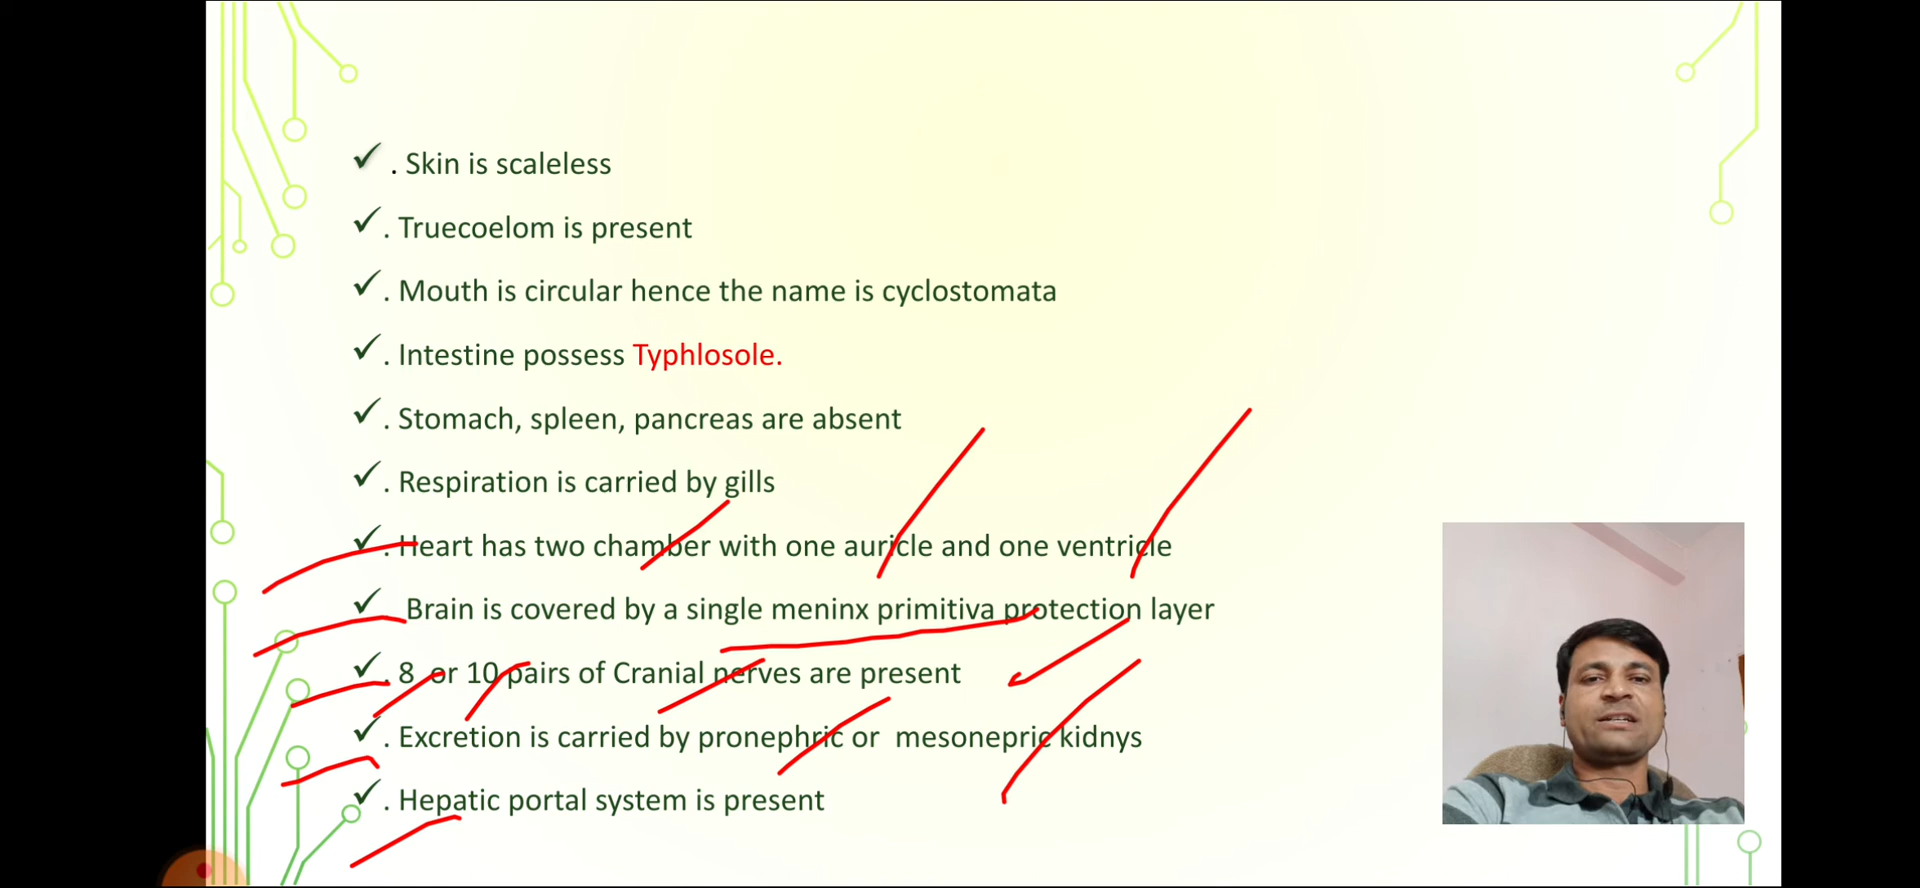 ✓ . Skin is scaleless
✓ . Truecoelom is present
✓ . Mouth is circular hence the name is cyclostomata
✓ . Intestine possess Typhlosole.
✓ . Stomach, spleen, pancreas are absent
✓ . Respiration is carried by gills
✓ . Heart has two chamber with one auricle and one ventricle
✓ Brain is covered by a single meninx primitiva protection layer
✓ . 8 or 10 pairs of Cranial nerves are present
✓ . Excretion is carried by pronephric or mesonepric kidnys
✓ . Hepatic portal system is present